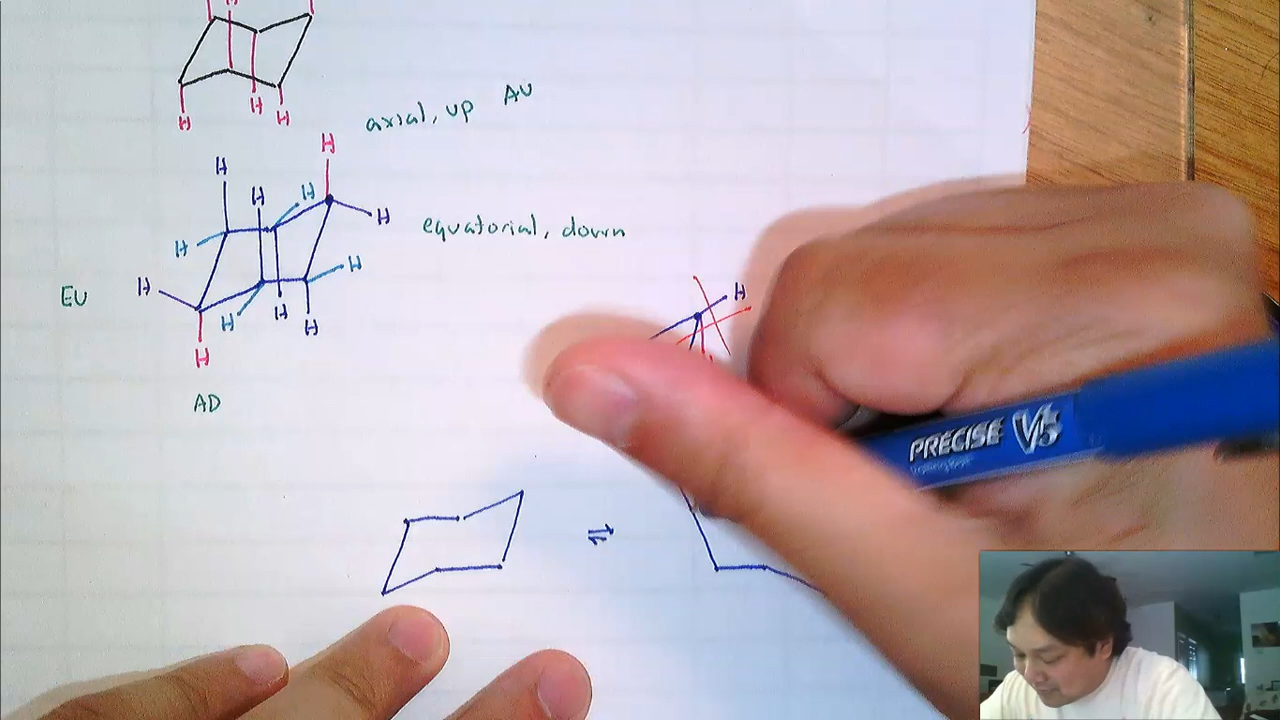 H
H H H
axial, up AU
H
H H H H
equatorial, down
H
H
EU H
H
H H H
H
H
AD
PRECISE V5
⇌